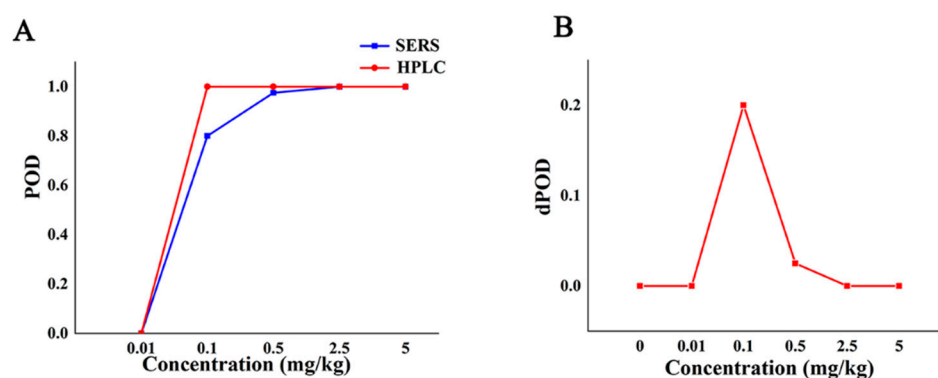 A
SERS
HPLC
POD
1.0
0.8
0.6
0.4
0.2
0.0
0.01 0.1 0.5 2.5 5
Concentration (mg/kg)
B
dPOD
0.2
0.1
0.0
0 0.01 0.1 0.5 2.5 5
Concentration (mg/kg)